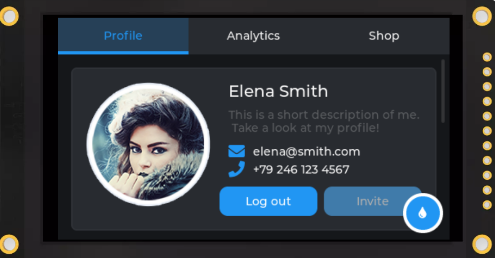 Profile
Analytics
Shop
Elena Smith
This is a short description of me.
Take a look at my profile!
elena@smith.com
+79 246 123 4567
Log out
Invite